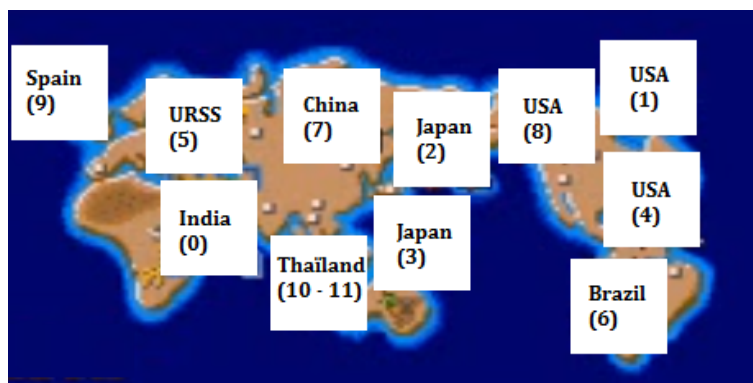 Spain
(9)
URSS
(5)
China
(7)
Japan
(2)
USA
(8)
USA
(1)
India
(0)
Thaïland
(10 - 11)
Japan
(3)
USA
(4)
Brazil
(6)